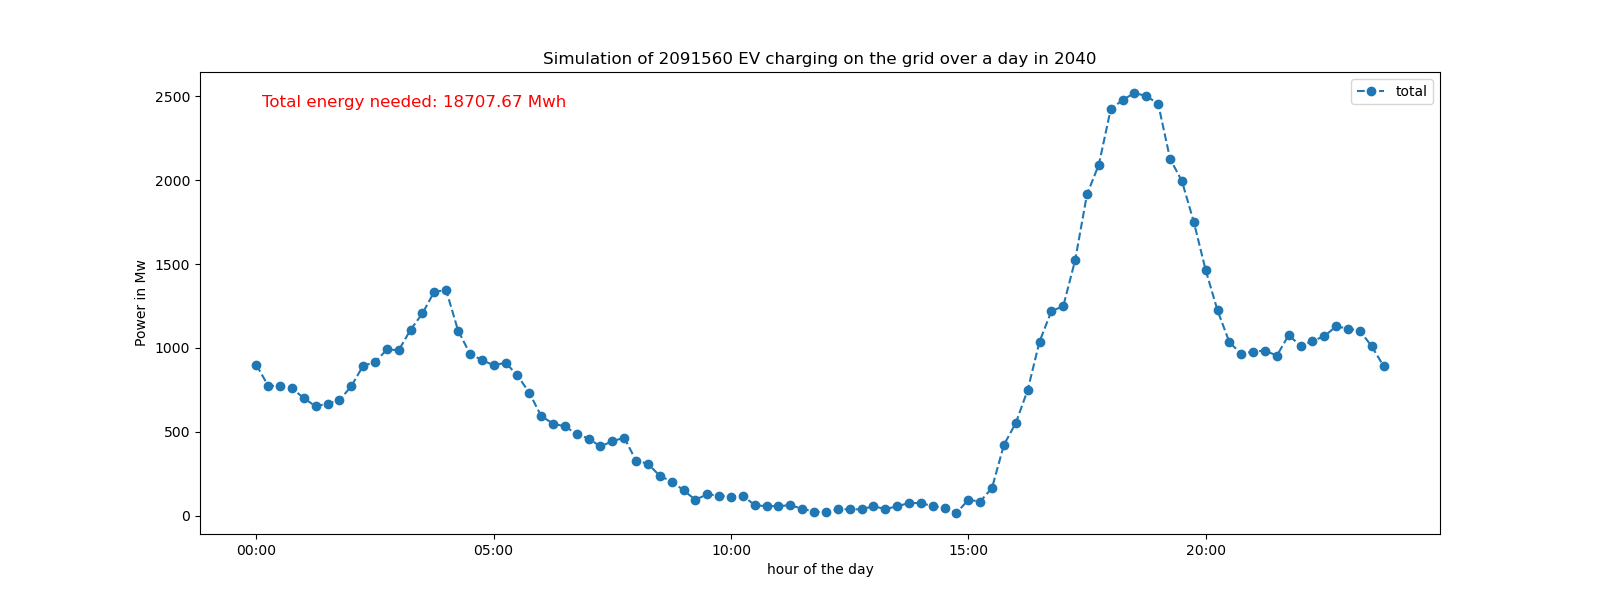 Simulation of 2091560 EV charging on the grid over a day in 2040
Total energy needed: 18707.67 Mwh
total
2500
2000
1500
1000
500
0
Power in Mw
00:00 05:00 10:00 15:00 20:00
hour of the day